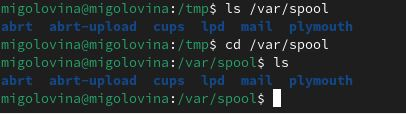 migolovina@migolovina:/tmp$ ls /var/spool
abrt  abrt-upload  cups  lpd  mail  plymouth
migolovina@migolovina:/tmp$ cd /var/spool
migolovina@migolovina:/var/spool$ ls
abrt  abrt-upload  cups  lpd  mail  plymouth
migolovina@migolovina:/var/spool$